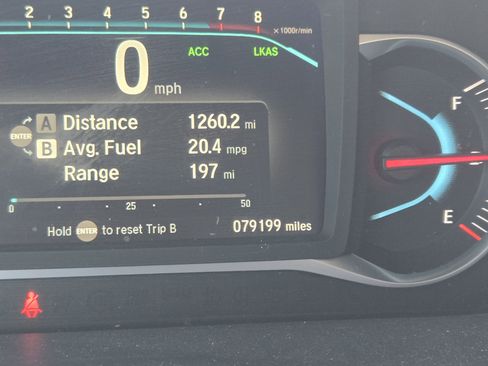 2 3 4 5 6 7 8
×1000r/min
ACC LKAS
0 mph
A Distance 1260.2 mi
ENTER
B Avg. Fuel 20.4 mpg
Range 197 mi
0 25 50
Hold ENTER to reset Trip B 079199 miles
F
E